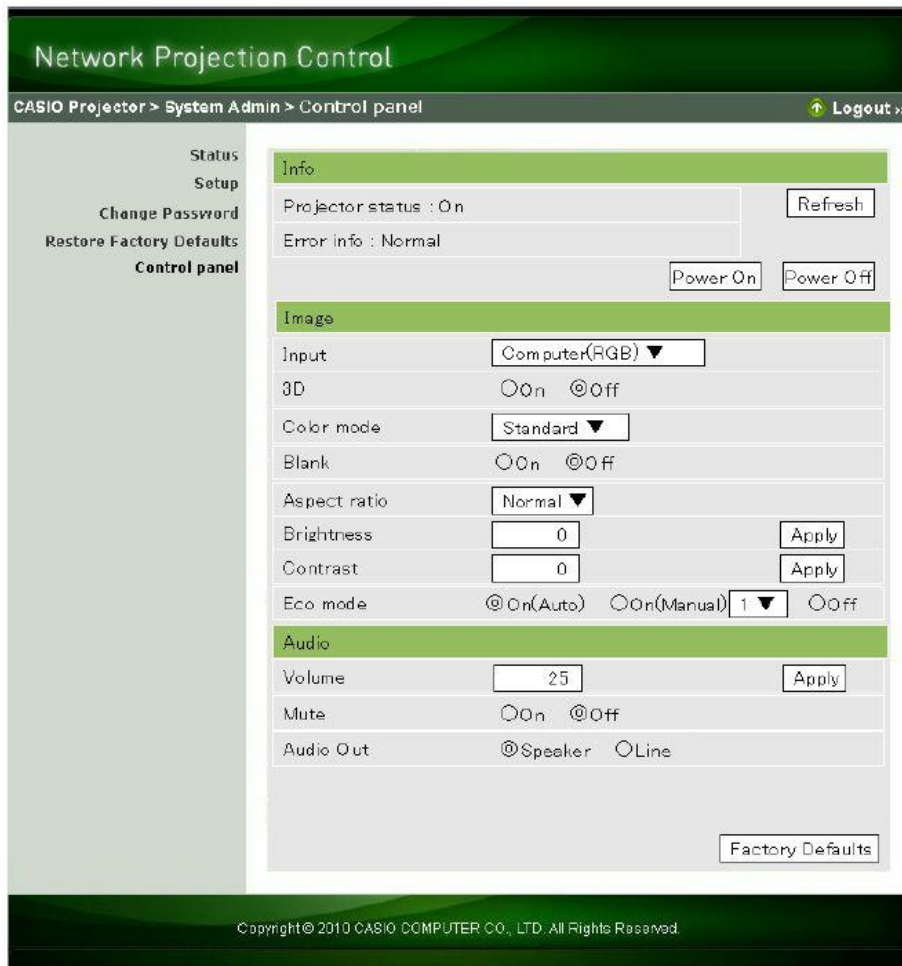 Network Projection Control
CASIO Projector > System Admin > Control panel
Logout »
Status
Setup
Change Password
Restore Factory Defaults
Control panel
Info
Projector status : On
Refresh
Error info : Normal
Power On Power Off
Image
Input Computer(RGB) ▼
3D On Off
Color mode Standard ▼
Blank On Off
Aspect ratio Normal ▼
Brightness 0 Apply
Contrast 0 Apply
Eco mode On(Auto) On(Manual) 1 ▼ Off
Audio
Volume 25 Apply
Mute On Off
Audio Out Speaker Line
Factory Defaults
Copyright © 2010 CASIO COMPUTER CO., LTD. All Rights Reserved.